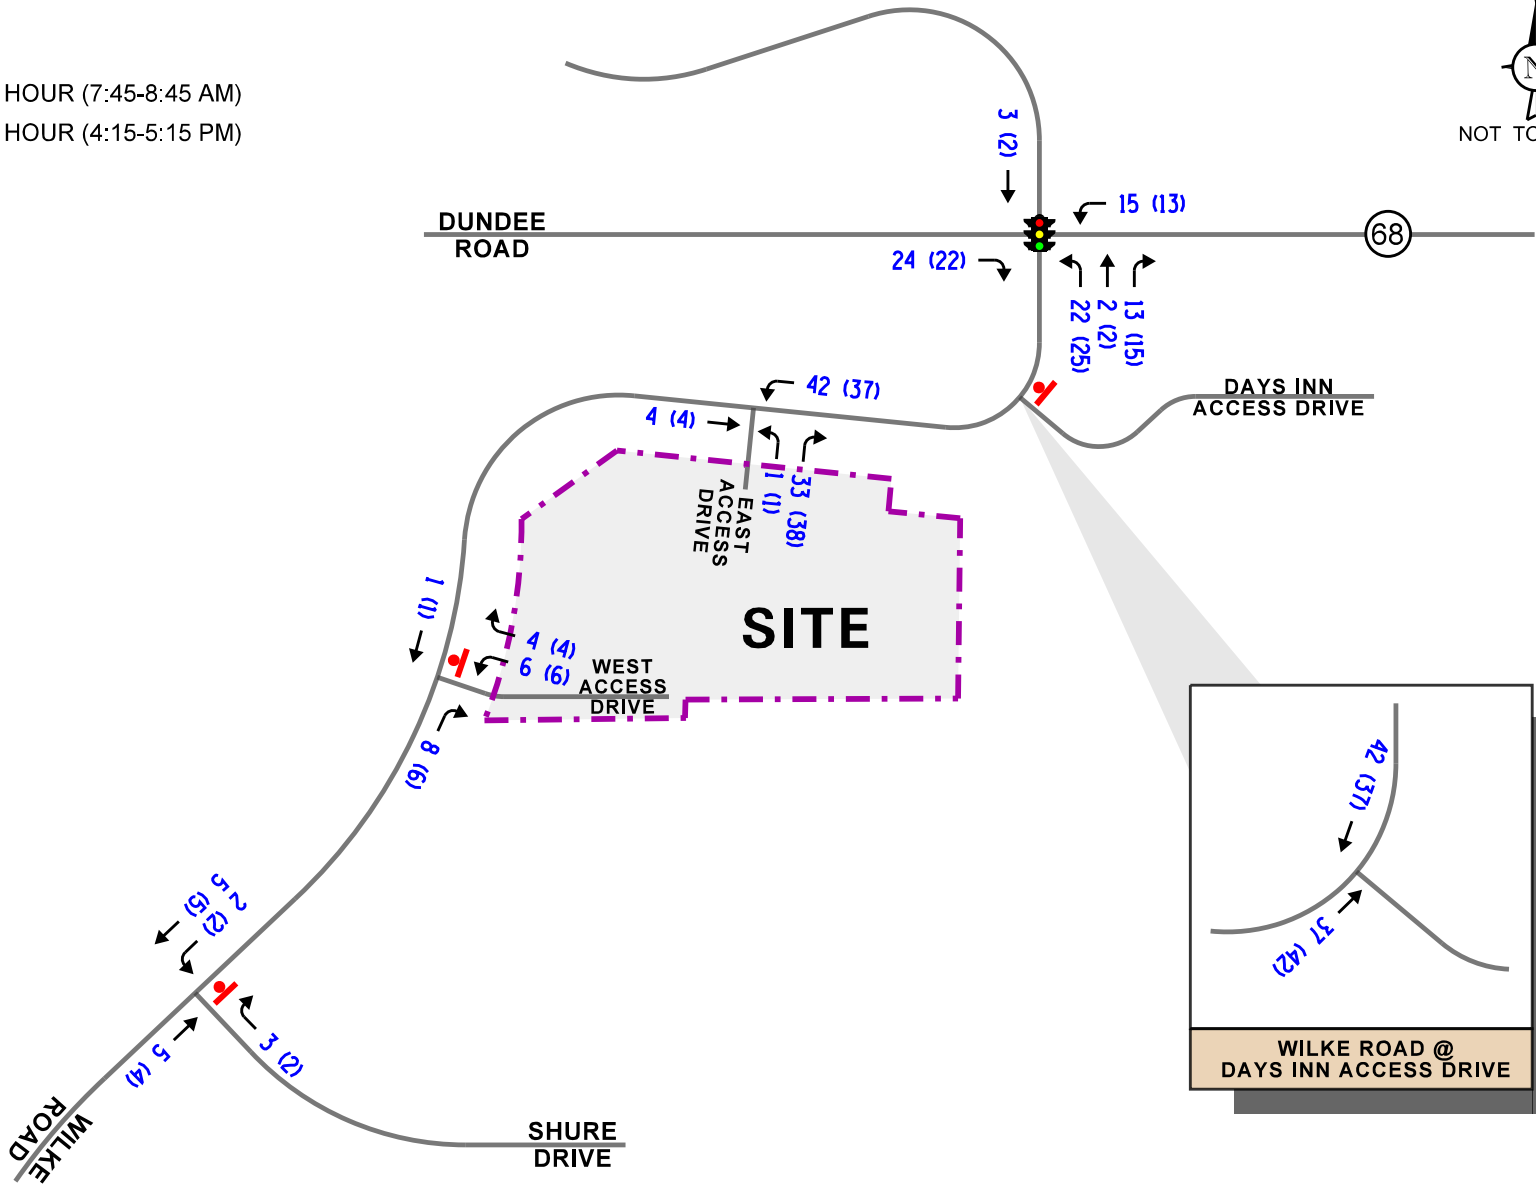 HOUR (7:45-8:45 AM)
HOUR (4:15-5:15 PM)
N
NOT TO
3 (2)
15 (13)
DUNDEE
ROAD
68
24 (22)
22 (25)
2 (2)
13 (15)
42 (37)
4 (4)
DAYS INN
ACCESS DRIVE
1 (1)
33 (38)
EAST
ACCESS
DRIVE
SITE
1 (1)
4 (4)
6 (6)
WEST
ACCESS
DRIVE
8 (6)
2 (2)
5 (5)
3 (2)
5 (4)
WILKE
ROAD
SHURE
DRIVE
42 (37)
37 (42)
WILKE ROAD @
DAYS INN ACCESS DRIVE